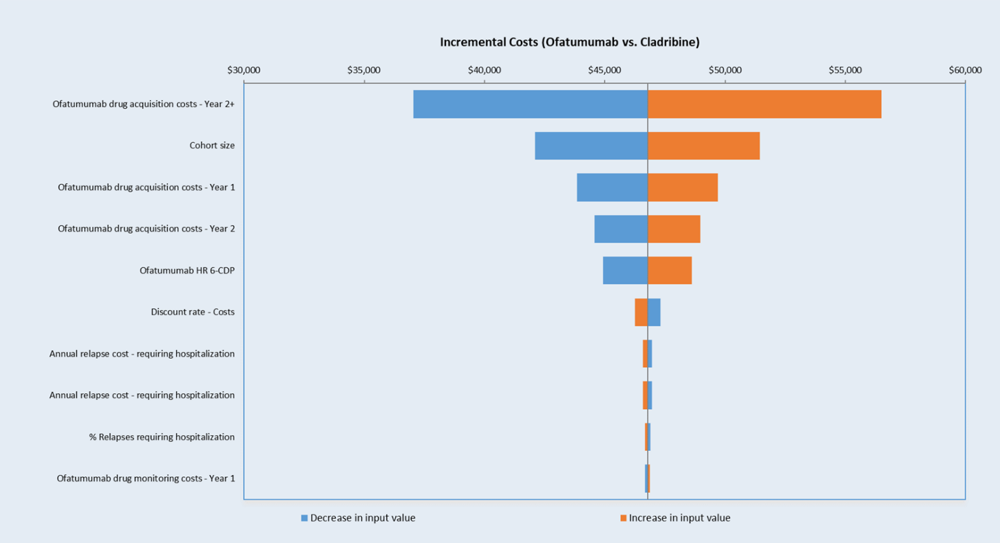 Incremental Costs (Ofatumumab vs. Cladribine)
$30,000 $35,000 $40,000 $45,000 $50,000 $55,000 $60,000
Ofatumumab drug acquisition costs - Year 2+
Cohort size
Ofatumumab drug acquisition costs - Year 1
Ofatumumab drug acquisition costs - Year 2
Ofatumumab HR 6-CDP
Discount rate - Costs
Annual relapse cost - requiring hospitalization
Annual relapse cost - requiring hospitalization
% Relapses requiring hospitalization
Ofatumumab drug monitoring costs - Year 1
Decrease in input value Increase in input value